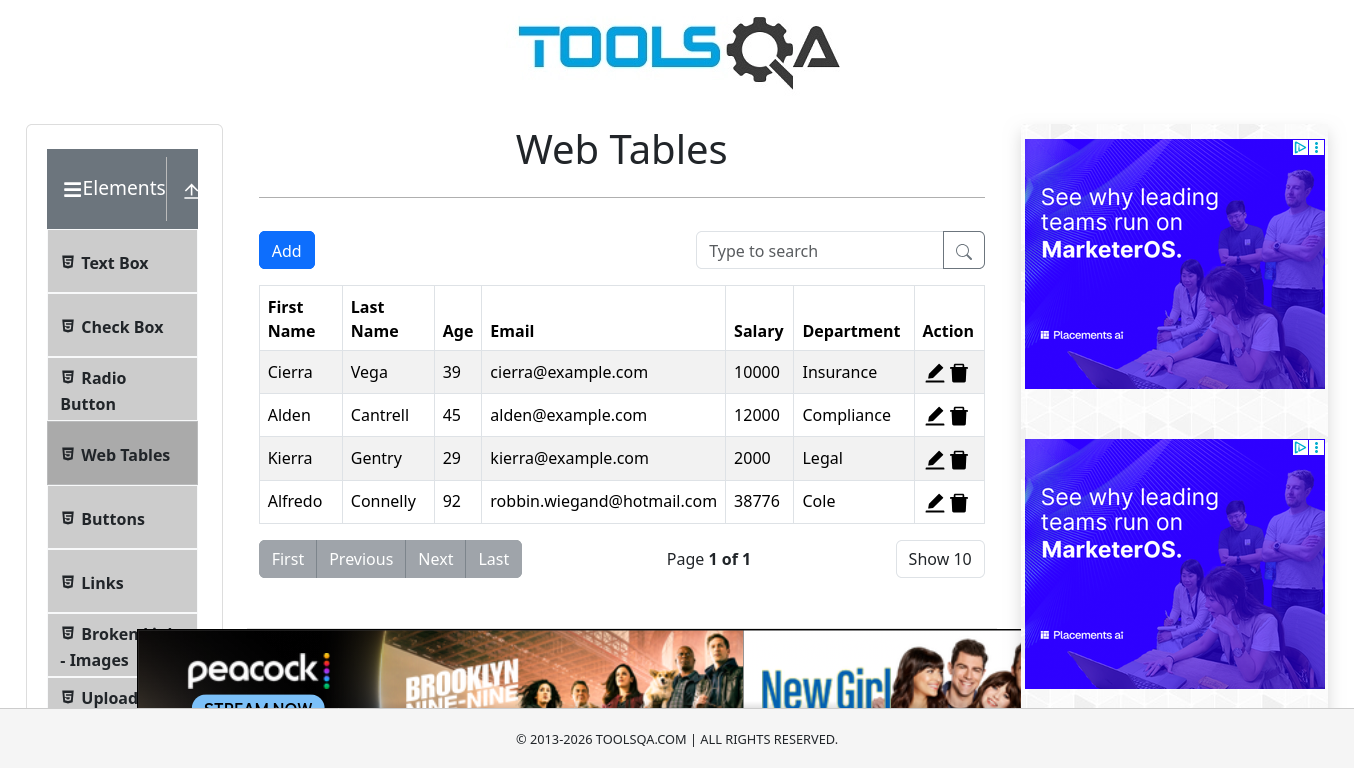 TOOLSQA
Elements
Text Box
Check Box
Radio
Button
Web Tables
Buttons
Links
Broken
- Images
Upload
Web Tables
Add
Type to search
First Name Last Name Age Email Salary Department Action
Cierra Vega 39 cierra@example.com 10000 Insurance
Alden Cantrell 45 alden@example.com 12000 Compliance
Kierra Gentry 29 kierra@example.com 2000 Legal
Alfredo Connelly 92 robbin.wiegand@hotmail.com 38776 Cole
First Previous Next Last Page 1 of 1 Show 10
See why leading
teams run on
MarketerOS.
Placements ai
See why leading
teams run on
MarketerOS.
Placements ai
peacock
STREAM NOW
BROOKLYN
NINE-NINE
New Girl
© 2013-2026 TOOLSQA.COM | ALL RIGHTS RESERVED.